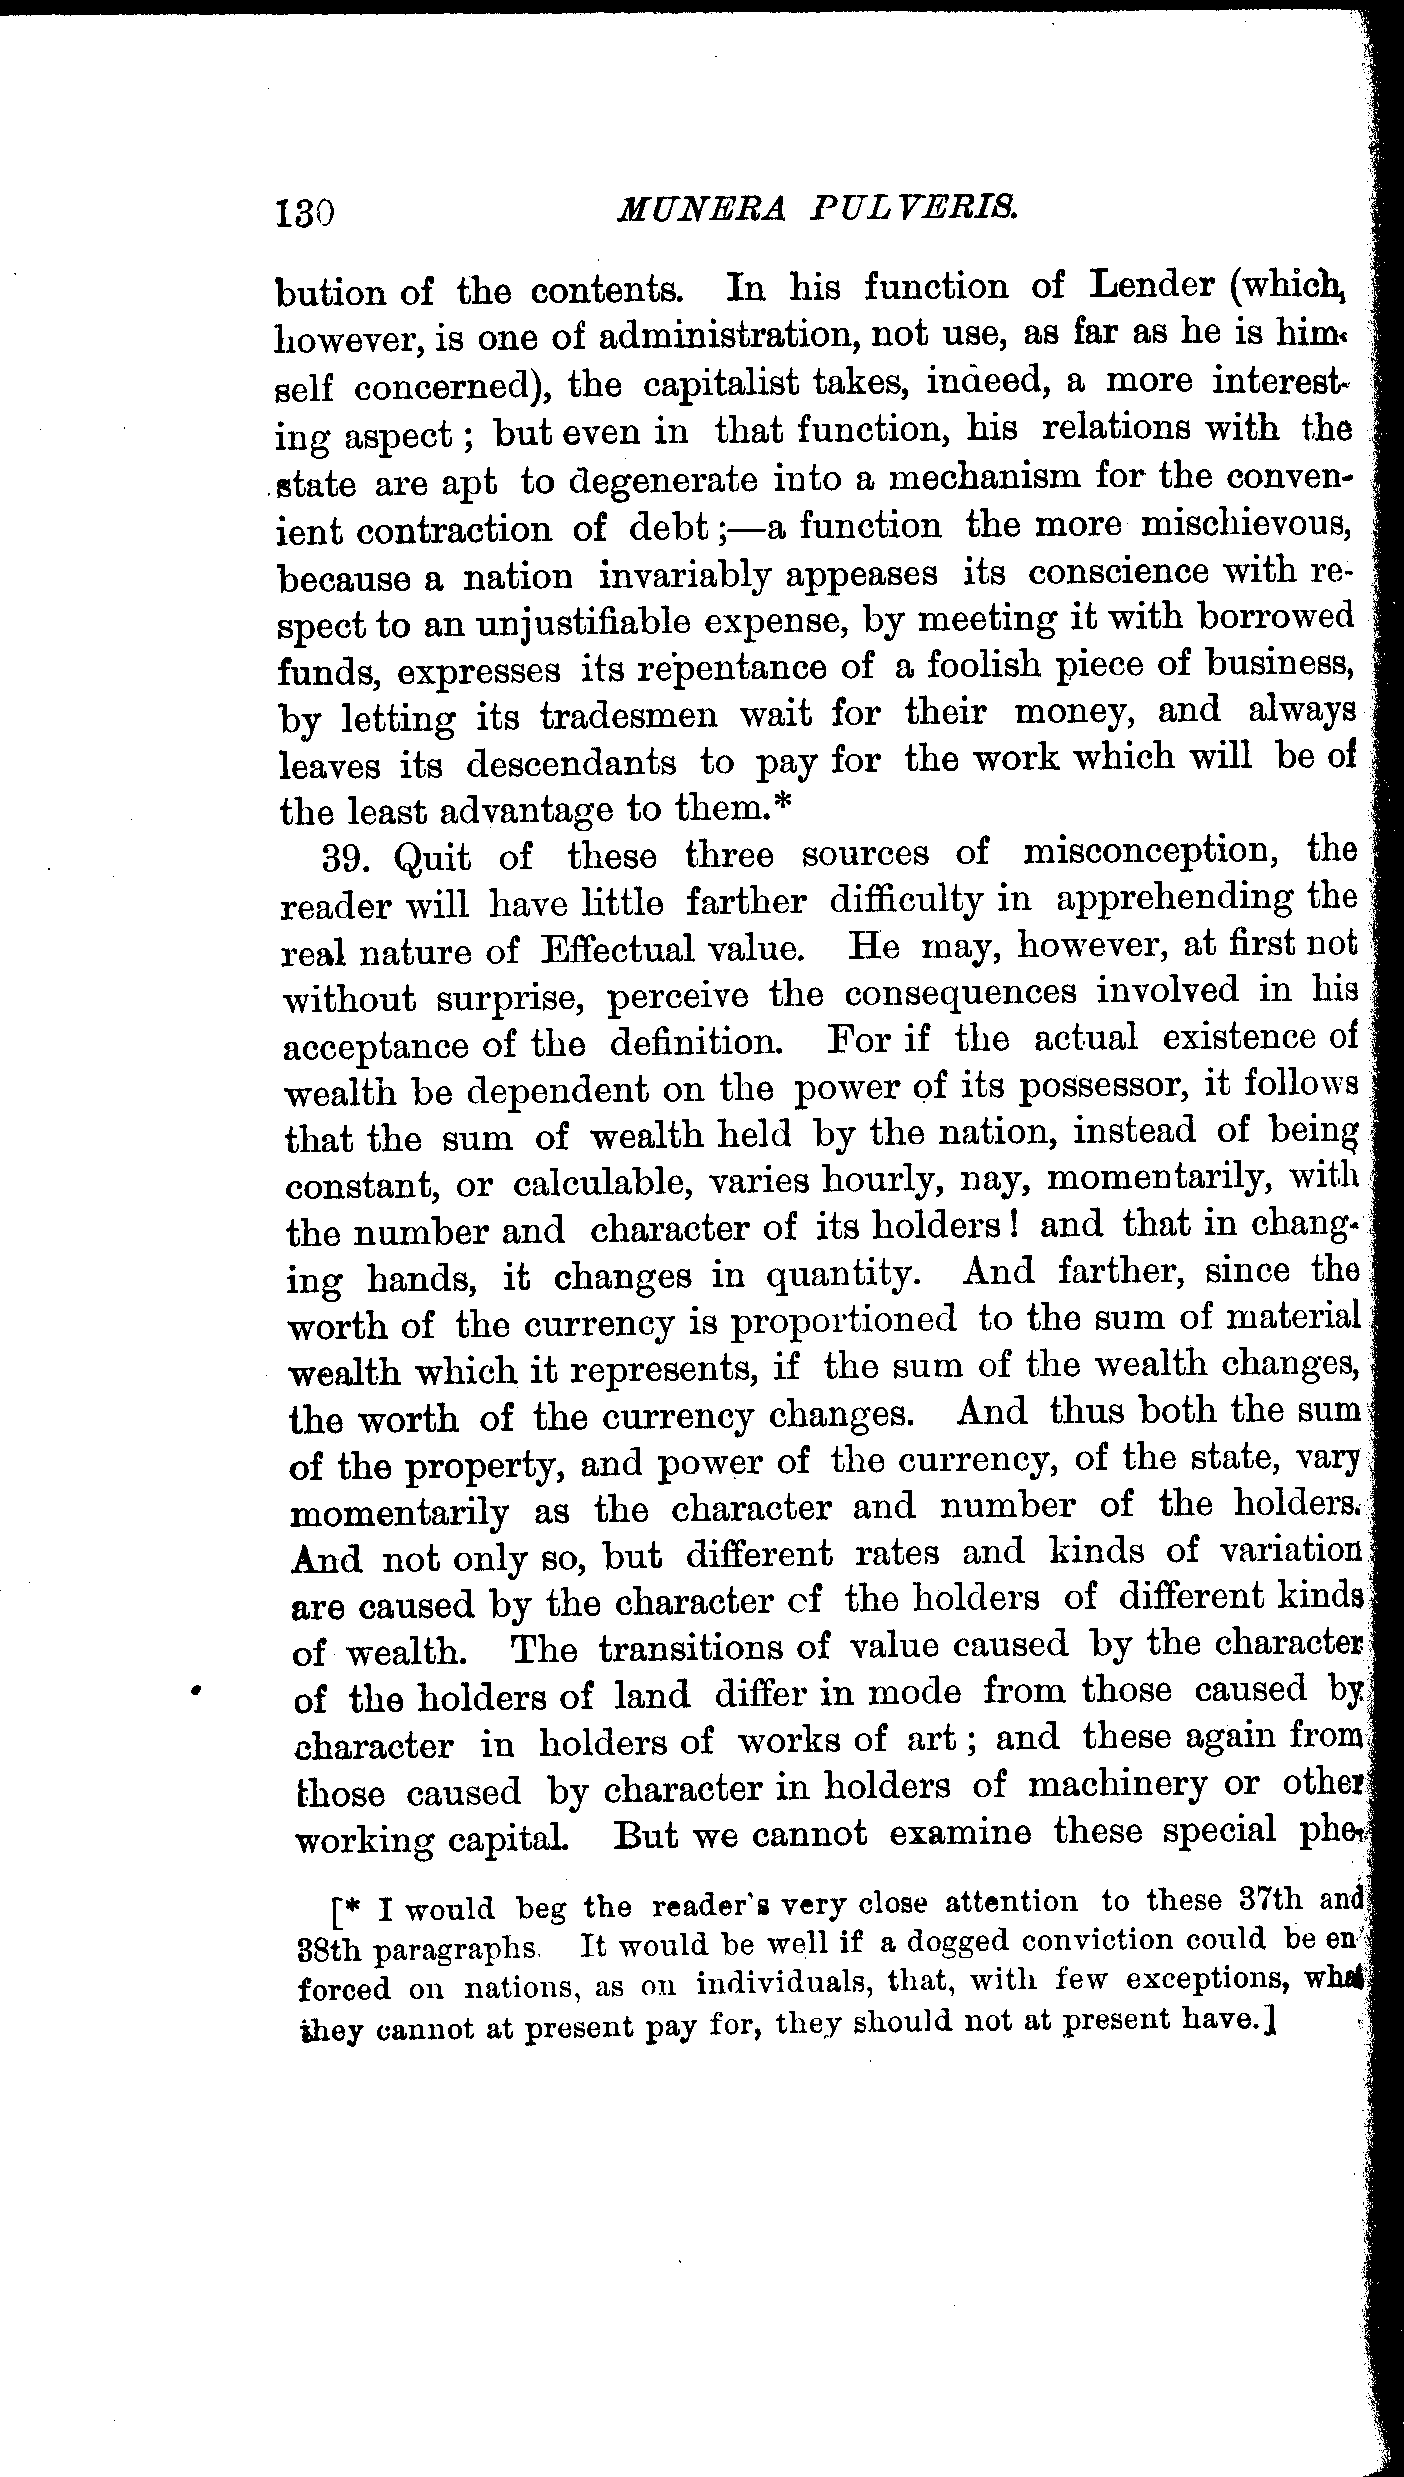 130 MUNERA PULVERIS.
bution of the contents. In his function of Lender (which,
however, is one of administration, not use, as far as he is him-
self concerned), the capitalist takes, indeed, a more interest-
ing aspect; but even in that function, his relations with the
state are apt to degenerate into a mechanism for the conven-
ient contraction of debt;—a function the more mischievous,
because a nation invariably appeases its conscience with re-
spect to an unjustifiable expense, by meeting it with borrowed
funds, expresses its repentance of a foolish piece of business,
by letting its tradesmen wait for their money, and always
leaves its descendants to pay for the work which will be of
the least advantage to them.*
39. Quit of these three sources of misconception, the
reader will have little farther difficulty in apprehending the
real nature of Effectual value. He may, however, at first not
without surprise, perceive the consequences involved in his
acceptance of the definition. For if the actual existence of
wealth be dependent on the power of its possessor, it follows
that the sum of wealth held by the nation, instead of being
constant, or calculable, varies hourly, nay, momentarily, with
the number and character of its holders! and that in chang-
ing hands, it changes in quantity. And farther, since the
worth of the currency is proportioned to the sum of material
wealth which it represents, if the sum of the wealth changes,
the worth of the currency changes. And thus both the sum
of the property, and power of the currency, of the state, vary
momentarily as the character and number of the holders.
And not only so, but different rates and kinds of variation
are caused by the character of the holders of different kinds
of wealth. The transitions of value caused by the character
of the holders of land differ in mode from those caused by
character in holders of works of art; and these again from
those caused by character in holders of machinery or other
working capital. But we cannot examine these special phe-
[* I would beg the reader's very close attention to these 37th and
38th paragraphs. It would be well if a dogged conviction could be en
forced on nations, as on individuals, that, with few exceptions, what
they cannot at present pay for, they should not at present have.]